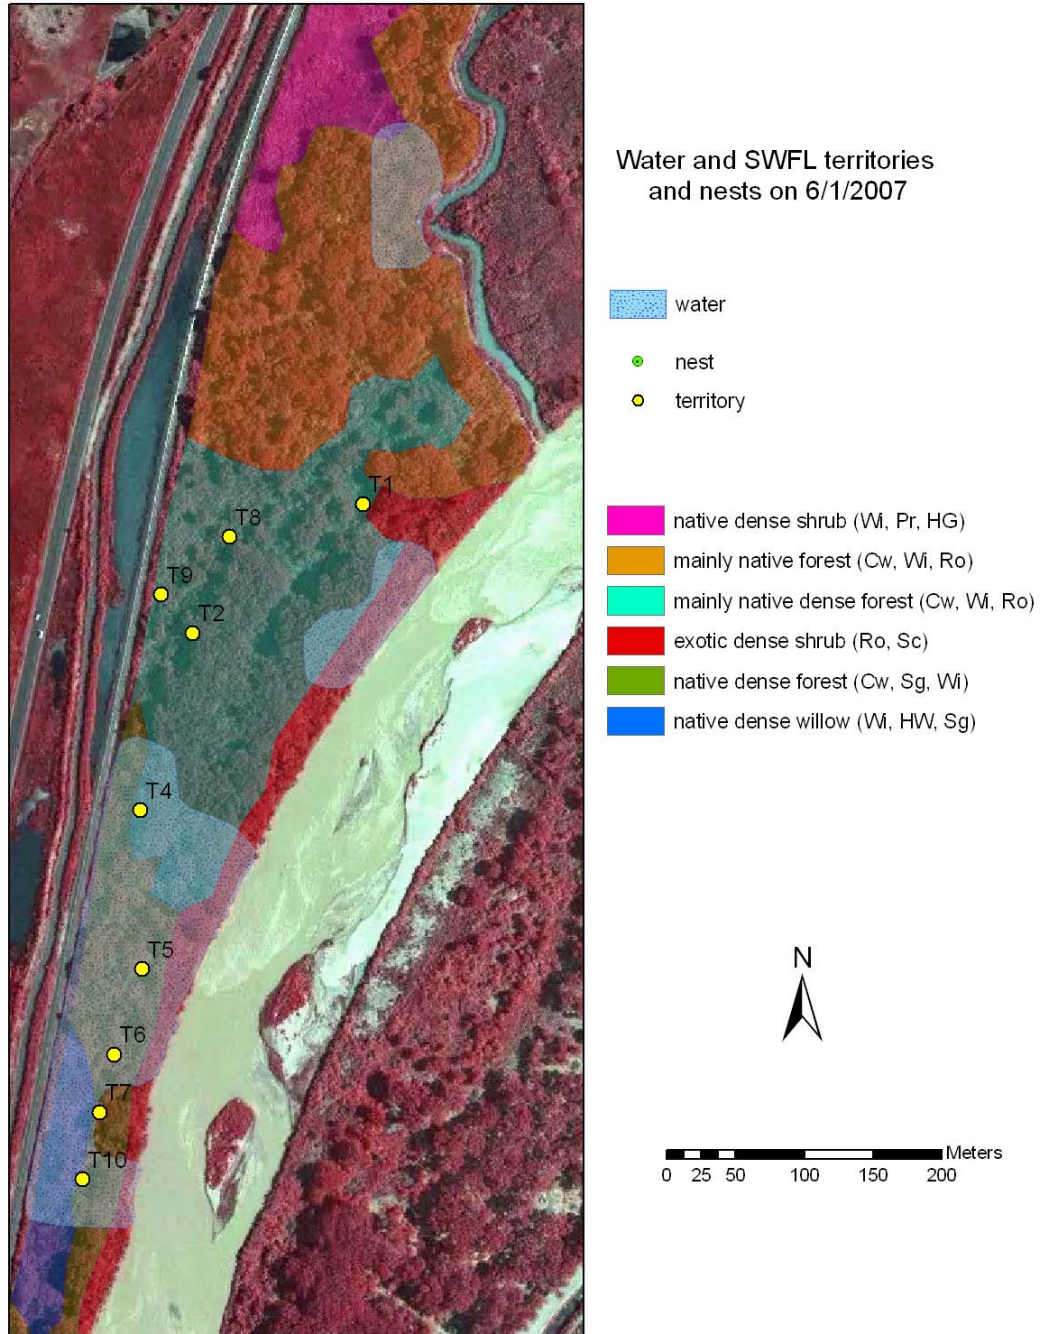 Water and SWFL territories
and nests on 6/1/2007
water
nest
territory
native dense shrub (Wi, Pr, HG)
mainly native forest (Cw, Wi, Ro)
mainly native dense forest (Cw, Wi, Ro)
exotic dense shrub (Ro, Sc)
native dense forest (Cw, Sg, Wi)
native dense willow (Wi, HW, Sg)
T1
T8
T9
T2
T4
T5
T6
T7
T10
N
Meters
0 25 50 100 150 200